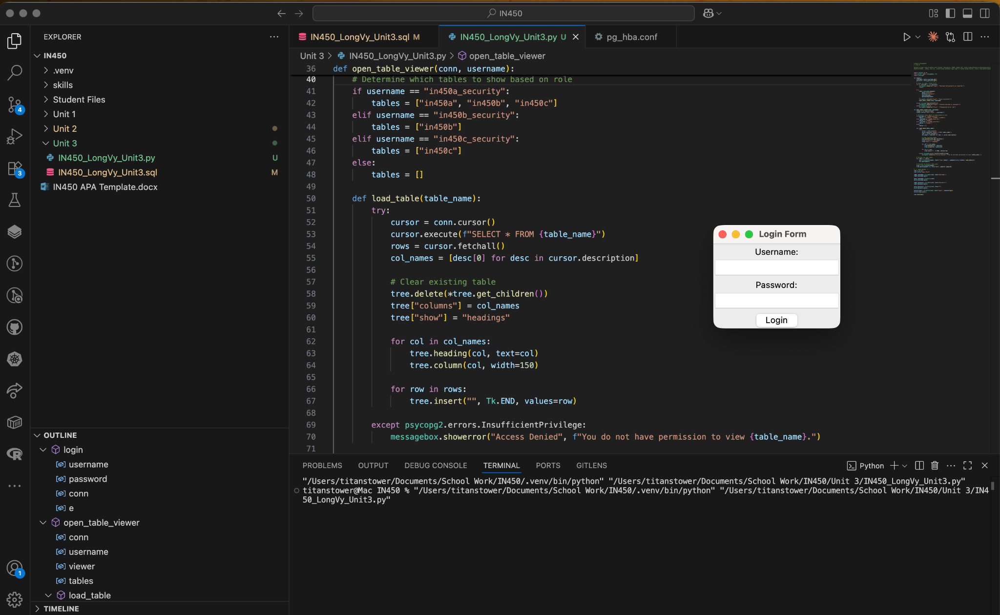 IN450
EXPLORER
IN450
.venv
skills
Student Files
Unit 1
Unit 2
Unit 3
IN450_LongVy_Unit3.py U
IN450_LongVy_Unit3.sql M
IN450 APA Template.docx
4
3
1
OUTLINE
login
username
password
conn
e
open_table_viewer
conn
username
viewer
tables
load_table
TIMELINE
IN450_LongVy_Unit3.sql M
IN450_LongVy_Unit3.py U
pg_hba.conf
Unit 3 > IN450_LongVy_Unit3.py > open_table_viewer
36 def open_table_viewer(conn, username):
40 # Determine which tables to show based on role
41 if username == "in450a_security":
42 tables = ["in450a", "in450b", "in450c"]
43 elif username == "in450b_security":
44 tables = ["in450b"]
45 elif username == "in450c_security":
46 tables = ["in450c"]
47 else:
48 tables = []
49
50 def load_table(table_name):
51 try:
52 cursor = conn.cursor()
53 cursor.execute(f"SELECT * FROM {table_name}")
54 rows = cursor.fetchall()
55 col_names = [desc[0] for desc in cursor.description]
56
57 # Clear existing table
58 tree.delete(*tree.get_children())
59 tree["columns"] = col_names
60 tree["show"] = "headings"
61
62 for col in col_names:
63 tree.heading(col, text=col)
64 tree.column(col, width=150)
65
66 for row in rows:
67 tree.insert("", Tk.END, values=row)
68
69 except psycopg2.errors.InsufficientPrivilege:
70 messagebox.showerror("Access Denied", f"You do not have permission to view {table_name}.")
71
Login Form
Username:
Password:
Login
PROBLEMS OUTPUT DEBUG CONSOLE TERMINAL PORTS GITLENS
Python
"/Users/titanstower/Documents/School Work/IN450/.venv/bin/python" "/Users/titanstower/Documents/School Work/IN450/Unit 3/IN450_LongVy_Unit3.py"
titanstower@Mac IN450 % "/Users/titanstower/Documents/School Work/IN450/.venv/bin/python" "/Users/titanstower/Documents/School Work/IN450/Unit 3/IN4
50_LongVy_Unit3.py"